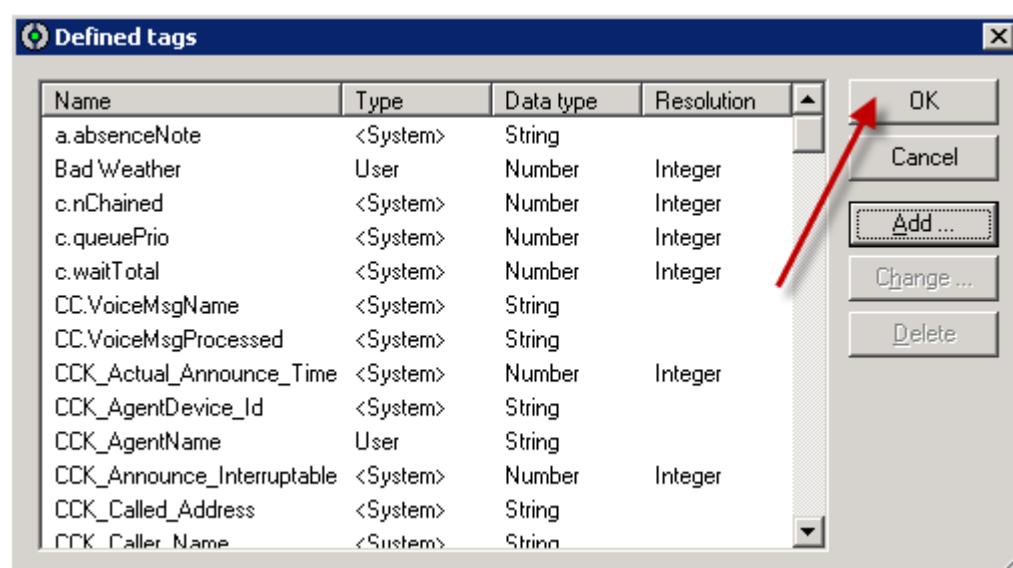 Defined tags
Name Type Data type Resolution
a.absenceNote <System> String
Bad Weather User Number Integer
c.nChained <System> Number Integer
c.queuePrio <System> Number Integer
c.waitTotal <System> Number Integer
CC.VoiceMsgName <System> String
CC.VoiceMsgProcessed <System> String
CCK_Actual_Announce_Time <System> Number Integer
CCK_AgentDevice_Id <System> String
CCK_AgentName User String
CCK_Announce_Interruptable <System> Number Integer
CCK_Called_Address <System> String
CCK_Caller_Name <System> String
OK
Cancel
Add ...
Change ...
Delete